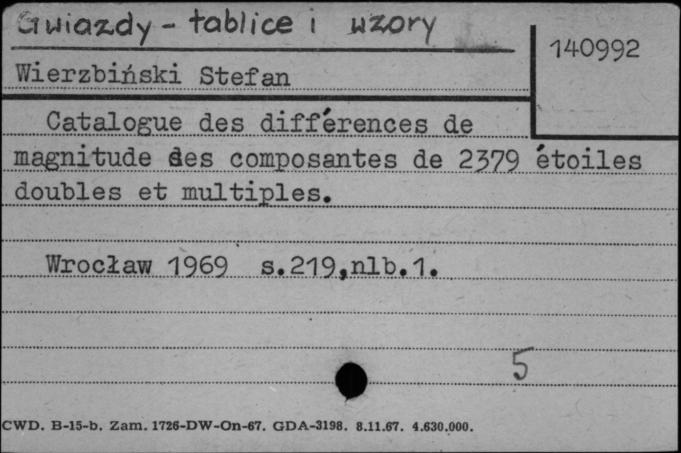 Gwiazdy - tablice i wzory
140992
Wierzbiński Stefan
Catalogue des différences de
magnitude des composantes de 2379 étoiles
doubles et multiples.
Wrocław 1969 s.219,nlb.1.
5
CWD. B-15-b. Zam. 1726-DW-On-67. GDA-3198. 8.11.67. 4.630.000.